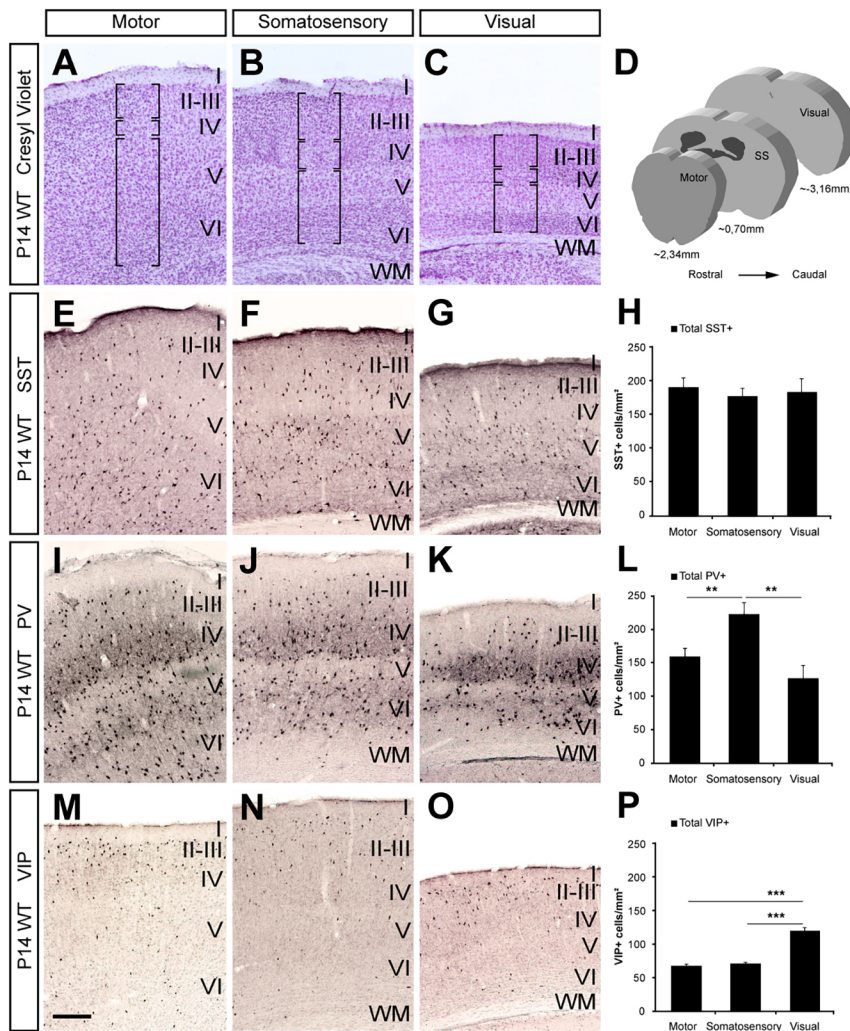 Motor
Somatosensory
Visual
P14 WT Cresyl Violet
A
I
II-III
IV
V
VI
B
I
II-III
IV
V
VI
WM
C
I
II-III
IV
V
VI
WM
D
Visual
SS
Motor
~-3,16mm
~0,70mm
~2,34mm
Rostral Caudal
P14 WT SST
E
I
II-III
IV
V
VI
F
I
II-III
IV
V
VI
WM
G
I
II-III
IV
V
VI
WM
H
Total SST+
SST+ cells/mm²
250
200
150
100
50
0
Motor Somatosensory Visual
P14 WT PV
I
I
II-III
IV
V
VI
J
I
II-III
IV
V
VI
WM
K
I
II-III
IV
V
VI
WM
L
Total PV+
PV+ cells/mm²
** **
250
200
150
100
50
0
Motor Somatosensory Visual
P14 WT VIP
M
I
II-III
IV
V
VI
N
I
II-III
IV
V
VI
WM
O
I
II-III
IV
V
VI
WM
P
Total VIP+
VIP+ cells/mm²
***
***
250
200
150
100
50
0
Motor Somatosensory Visual